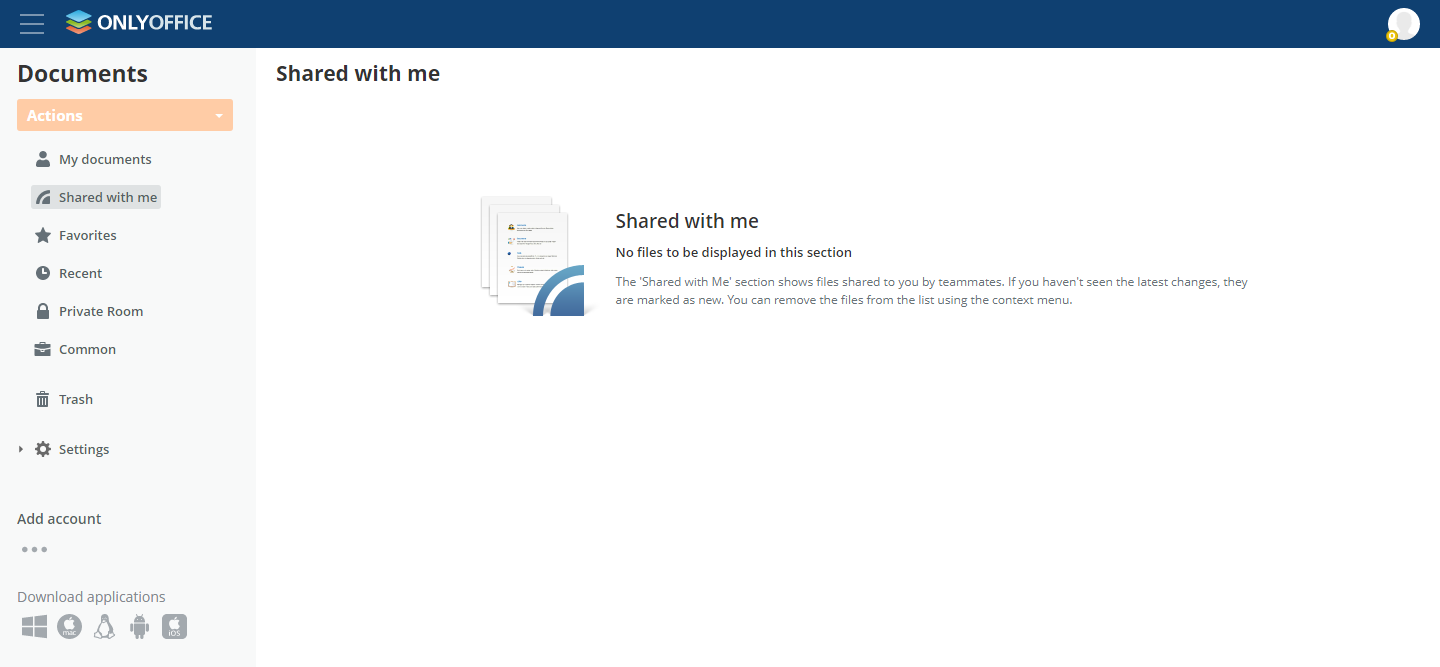 ONLYOFFICE
Documents
Shared with me
Actions
My documents
Shared with me
Favorites
Recent
Private Room
Common
Trash
Settings
Add account
Download applications
mac
iOS
Shared with me
No files to be displayed in this section
The 'Shared with Me' section shows files shared to you by teammates. If you haven't seen the latest changes, they
are marked as new. You can remove the files from the list using the context menu.